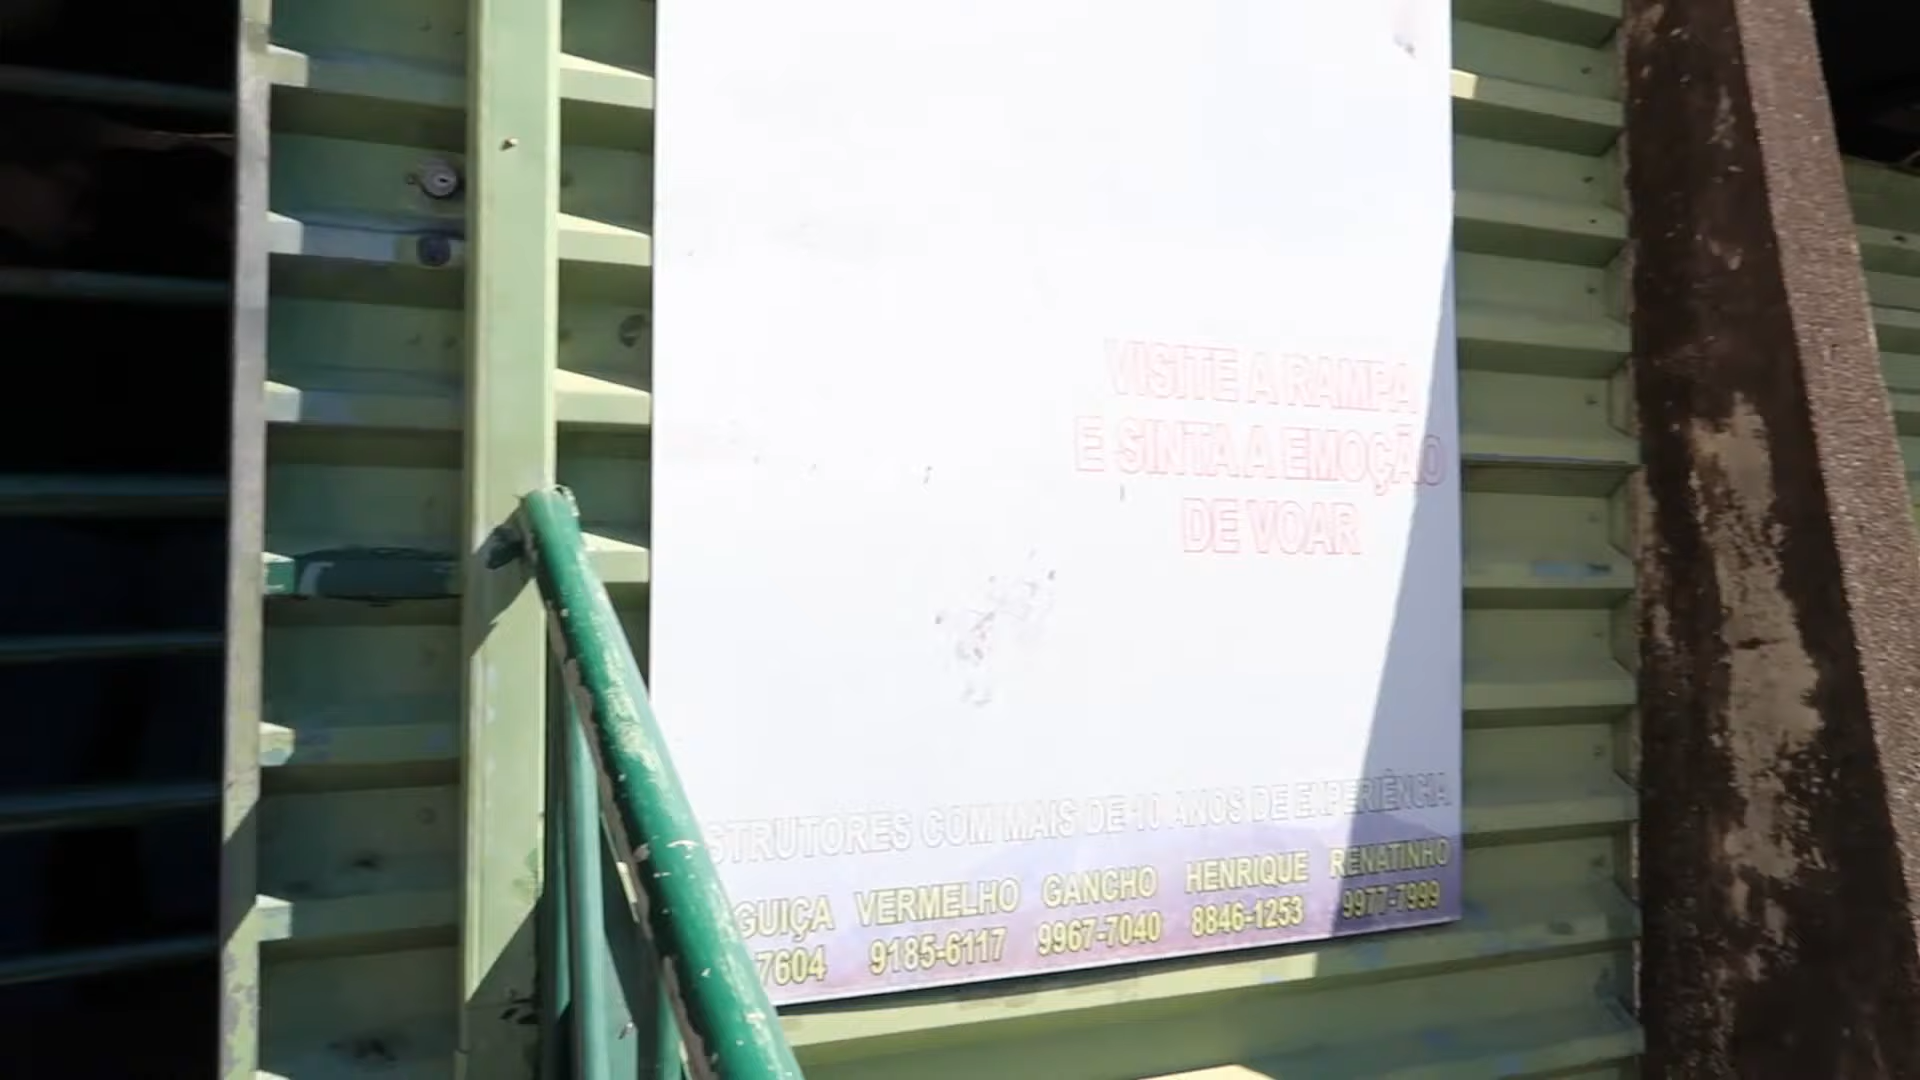 VISITE A RAMPA
E SINTA A EMOÇÃO
DE VOAR
STRUTORES COM MAIS DE 10 ANOS DE EXPERIÊNCIA
GUIÇA VERMELHO GANCHO HENRIQUE RENATINHO
7604 9185-6117 9967-7040 8846-1253 9977-7999